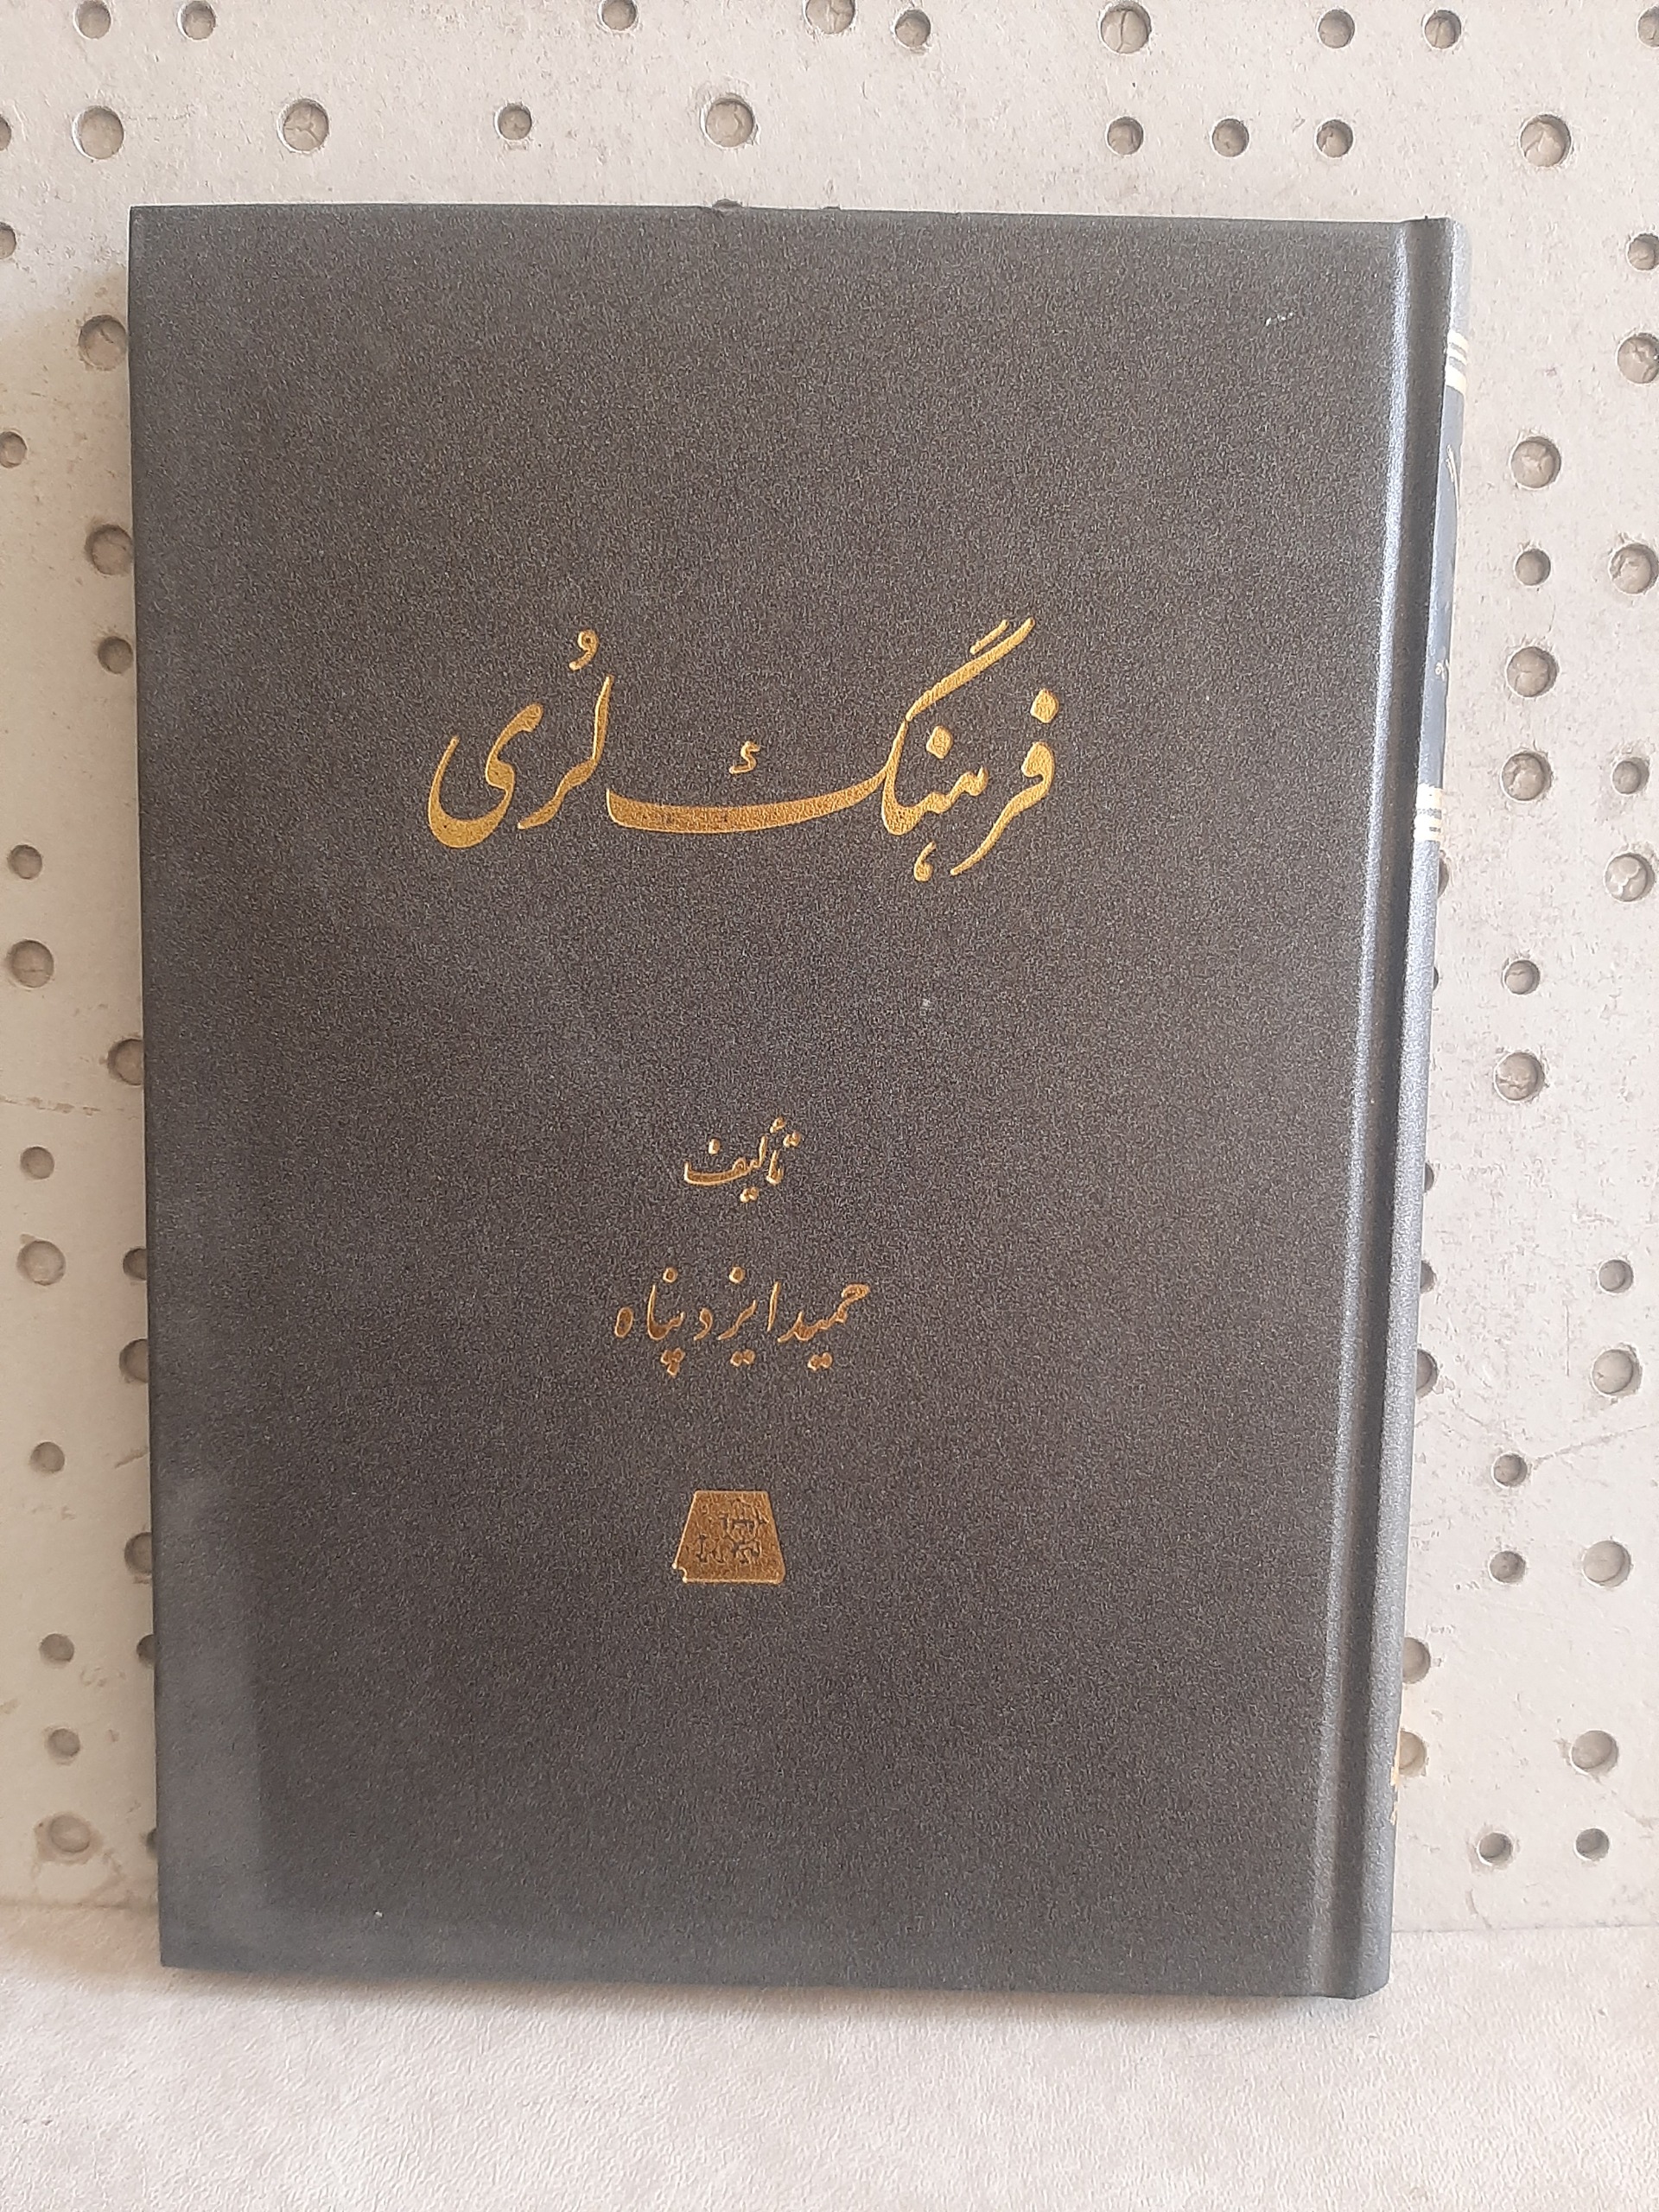 فرهنگ لُری
تألیف
حمید ایزدپناه